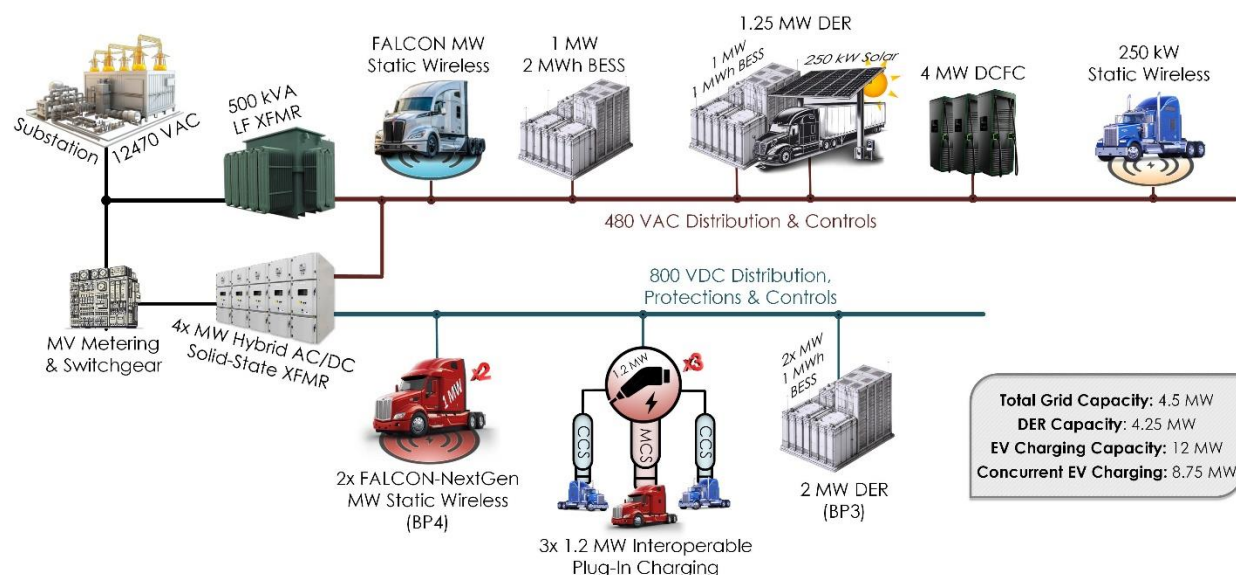 Substation
12470 VAC
500 kVA
LF XFMR
FALCON MW
Static Wireless
1 MW
2 MWh BESS
1.25 MW DER
1 MW
1 MWh BESS
250 kW Solar
4 MW DCFC
250 kW
Static Wireless
480 VAC Distribution & Controls
MV Metering
& Switchgear
4x MW Hybrid AC/DC
Solid-State XFMR
800 VDC Distribution,
Protections & Controls
1 MW
x2
2x FALCON-NextGen
MW Static Wireless
(BP4)
1.2 MW
x3
CCS
MCS
CCS
3x 1.2 MW Interoperable
Plug-In Charging
2x MW
1 MWh
BESS
2 MW DER
(BP3)
Total Grid Capacity: 4.5 MW
DER Capacity: 4.25 MW
EV Charging Capacity: 12 MW
Concurrent EV Charging: 8.75 MW